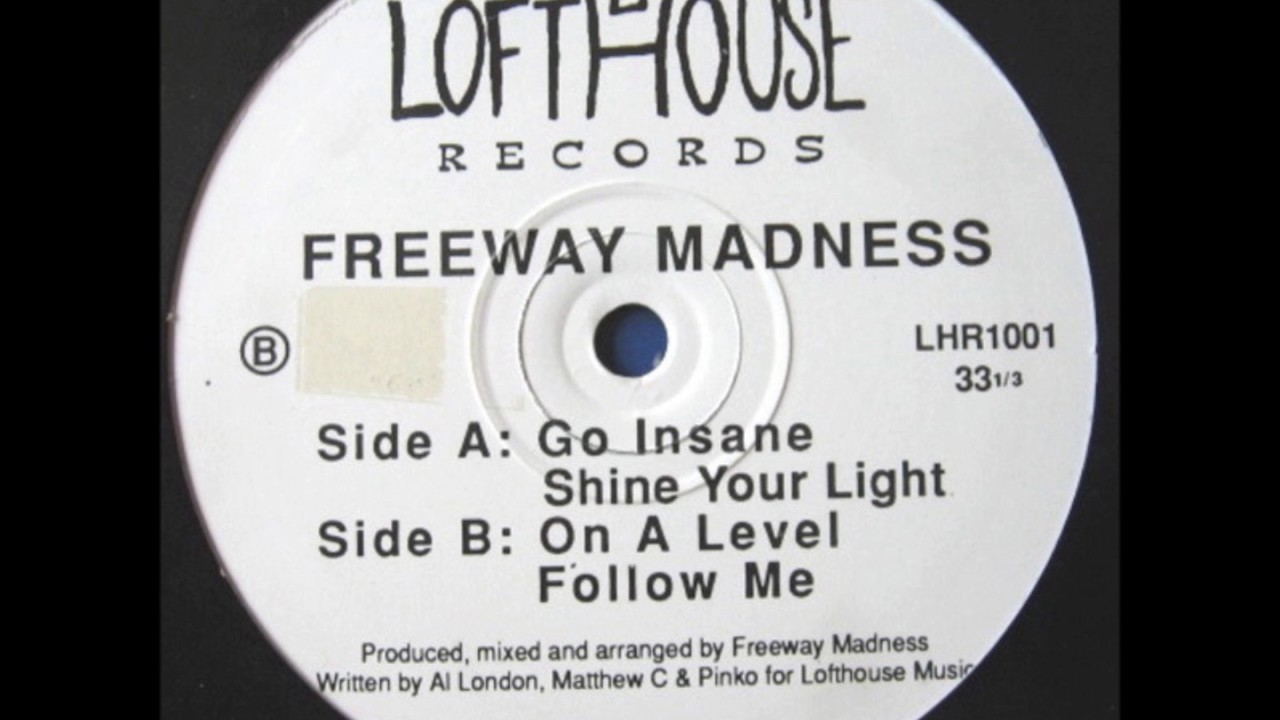 LOFTHOUSE
RECORDS
FREEWAY MADNESS
B
LHR1001
33 1/3
Side A: Go Insane
Shine Your Light
Side B: On A Level
Follow Me
Produced, mixed and arranged by Freeway Madness
Written by Al London, Matthew C & Pinko for Lofthouse Music